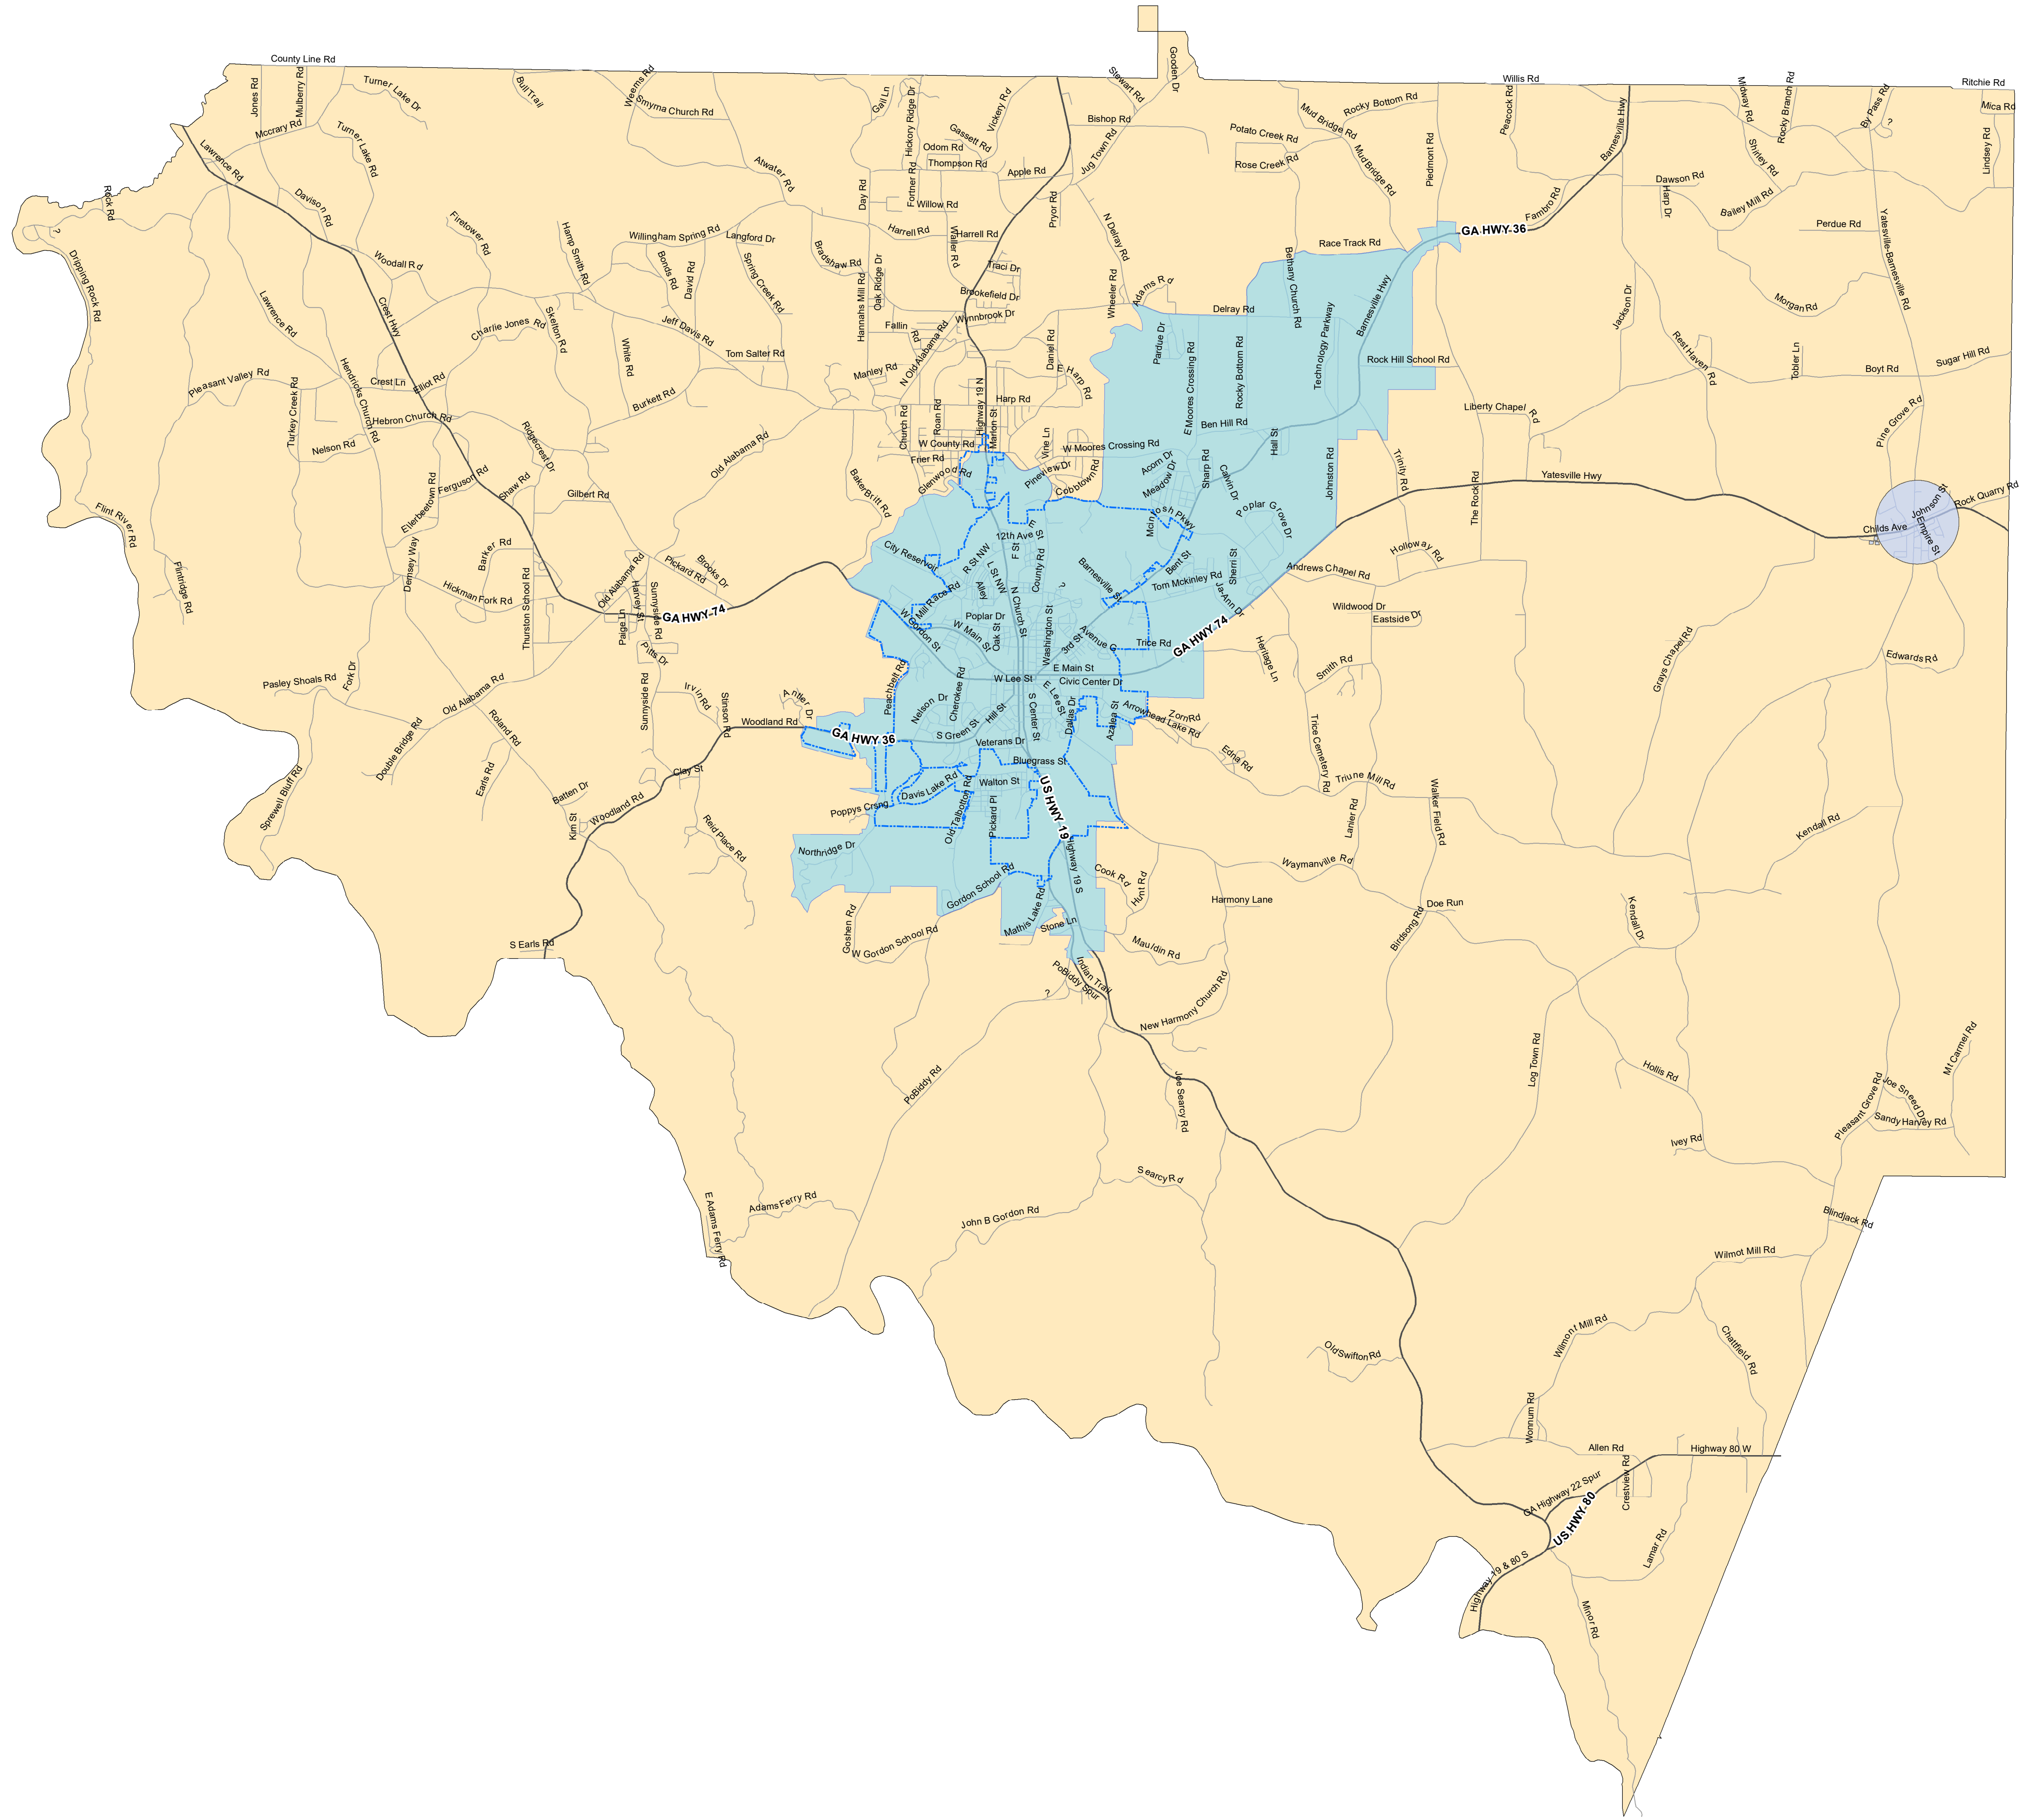 County Line Rd
Jones Rd
Mulberry Rd
Turner Lake Dr
Bull Trail
Weems Rd
Smyrna Church Rd
Gail Ln
Hickory Ridge Dr
Vickery Rd
Stewart Rd
Gooden Dr
Willis Rd
Ritchie Rd
Mccrary Rd
Turner Lake Rd
Lawrence Rd
Atwater Rd
Gassett Rd
Odom Rd
Thompson Rd
Apple Rd
Bishop Rd
Jug Town Rd
Potato Creek Rd
Rose Creek Rd
Mud Bridge Rd
Rocky Bottom Rd
Mud Bridge Rd
Piedmont Rd
Peacock Rd
Barnesville Hwy
Midway Rd
Rocky Branch Rd
By Pass Rd
?
Mica Rd
Lindsey Rd
Shirley Rd
Dawson Rd
Harp Dr
Bailey Mill Rd
Rock Rd
?
Davison Rd
Firetower Rd
Hamp Smith Rd
Willingham Spring Rd
Langford Dr
Day Rd
Fortner Rd
Willow Rd
Pryor Rd
Harrell Rd
Waller Rd
Harrell Rd
N Delray Rd
Race Track Rd
GA HWY 36
Fambro Rd
Perdue Rd
Yatesville-Barnesville Rd
Dripping Rock Rd
Woodall Rd
Bonds Rd
David Rd
Spring Creek Rd
Bradshaw Rd
Hannahs Mill Rd
Oak Ridge Dr
Traci Dr
Brookefield Dr
Wynnbrook Dr
Wheeler Rd
Adams Rd
Delray Rd
Bethany Church Rd
Technology Parkway
Barnesville Hwy
Jackson Dr
Morgan Rd
Lawrence Rd
Crest Hwy
Charlie Jones Rd
Skelton Rd
Jeff Davis Rd
White Rd
Tom Salter Rd
Fallin Rd
N Old Alabama Rd
Manley Rd
Daniel Rd
E Harp Rd
Pardue Dr
E Moores Crossing Rd
Rocky Bottom Rd
Rock Hill School Rd
Rest Haven Rd
Tobler Ln
Boyt Rd
Sugar Hill Rd
Pleasant Valley Rd
Turkey Creek Rd
Hendricks Church Rd
Crest Ln
Elliot Rd
Hebron Church Rd
Nelson Rd
Ridgecrest Dr
Burkett Rd
Old Alabama Rd
Church Rd
Roan Rd
Highway 19 N
Marion St
Harp Rd
W County Rd
Frier Rd
Glenwood Rd
Vine Ln
Pineview Dr
W Moores Crossing Rd
Cobbtown Rd
Ben Hill Rd
Hall St
Acorn Dr
Meadow Dr
Sharp Rd
Calvin Dr
Johnston Rd
Trinity Rd
Liberty Chapel Rd
The Rock Rd
Yatesville Hwy
Pine Grove Rd
Rock Quarry Rd
Johnson St
Childs Ave
Empire St
Flint River Rd
Ferguson Rd
Shaw Rd
Ellerbeetown Rd
Gilbert Rd
Baker Britt Rd
City Reservoir
12th Ave
E St
F St
R St NW
L St NW
County Rd
Mcintosh Pkwy
Poplar Grove Dr
Bent St
Barnesville St
Tom Mckinley Rd
Sherri St
Ja-Ann Dr
Andrews Chapel Rd
Holloway Rd
Flintridge Rd
Demsey Way
Barker Rd
Hickman Fork Rd
Thurston School Rd
Old Alabama Rd
Pickard Rd
Brooks Dr
Harvey St
Sunnyside Rd
Paige Ln
GA HWY 74
Pitts Dr
Mill Race Rd
Alley
?
Poplar Dr
N Church St
W Gordon St
W Main St
Oak St
Washington St
3rd St
Avenue G
Trice Rd
GA HWY 74
Heritage Ln
Wildwood Dr
Eastside Dr
Smith Rd
Grays Chapel Rd
Edwards Rd
Pasley Shoals Rd
Fork Dr
Old Alabama Rd
Double Bridge Rd
Roland Rd
Sunnyside Rd
Irvin Rd
Stinson Rd
Antler Dr
Woodland Rd
Peachbelt Rd
GA HWY 36
Nelson Dr
Cherokee Rd
Hill St
S Green St
W Lee St
E Main St
Civic Center Dr
E Lee St
S Center St
Dallas Dr
Azalea St
Arrowhead Lake Rd
Zorn Rd
Edna Rd
Trice Cemetery Rd
Triune Mill Rd
Veterans Dr
Bluegrass St
Sprewell Bluff Rd
Earls Rd
Batten Dr
Kim St
Woodland Rd
Clay St
Reid Place Rd
Poppys Crsng
Davis Lake Rd
Old Talbotton Rd
Walton St
Pickard Pl
US HWY 19
Northridge Dr
Gordon School Rd
Highway 19 S
Cook Rd
Hunt Rd
Lanier Rd
Walker Field Rd
Waymanville Rd
Kendall Rd
Harmony Lane
Doe Run
Birdsong Rd
Kendall Dr
S Earls Rd
Goshen Rd
W Gordon School Rd
Mathis Lake Rd
Stone Ln
Mauldin Rd
Indian Trail
PoBiddy Spur
?
New Harmony Church Rd
PoBiddy Rd
Joe Searcy Rd
Log Town Rd
Hollis Rd
Mt Carmel Rd
Pleasant Grove Rd
Joe Sneed Dr
Sandy Harvey Rd
Ivey Rd
E Adams Ferry Rd
Adams Ferry Rd
Searcy Rd
John B Gordon Rd
Blindjack Rd
Wilmot Mill Rd
Old Swifton Rd
Wilmont Mill Rd
Chattfield Rd
Wonnum Rd
Allen Rd
Highway 80 W
Crestview Rd
GA Highway 22 Spur
US HWY 80
Lamar Rd
Highway 19 & 80 S
Minor Rd